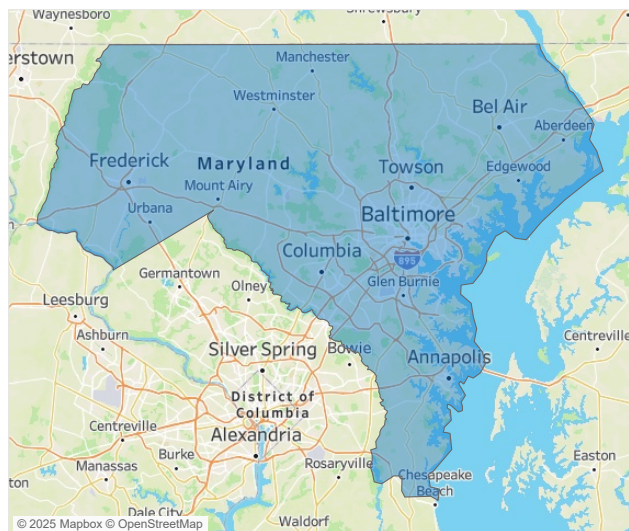 Waynesboro
Shrewsbury
erstown
Manchester
Westminster
Bel Air
Aberdeen
Frederick
Maryland
Towson
Edgewood
Mount Airy
Urbana
Baltimore
Columbia
895
Germantown
Glen Burnie
Olney
Leesburg
Ashburn
Silver Spring
Bowie
Centreville
Annapolis
District of
Columbia
Centreville
Alexandria
Burke
Easton
Manassas
Rosaryville
Chesapeake
Beach
ton
Dale City
Waldorf
© 2025 Mapbox © OpenStreetMap